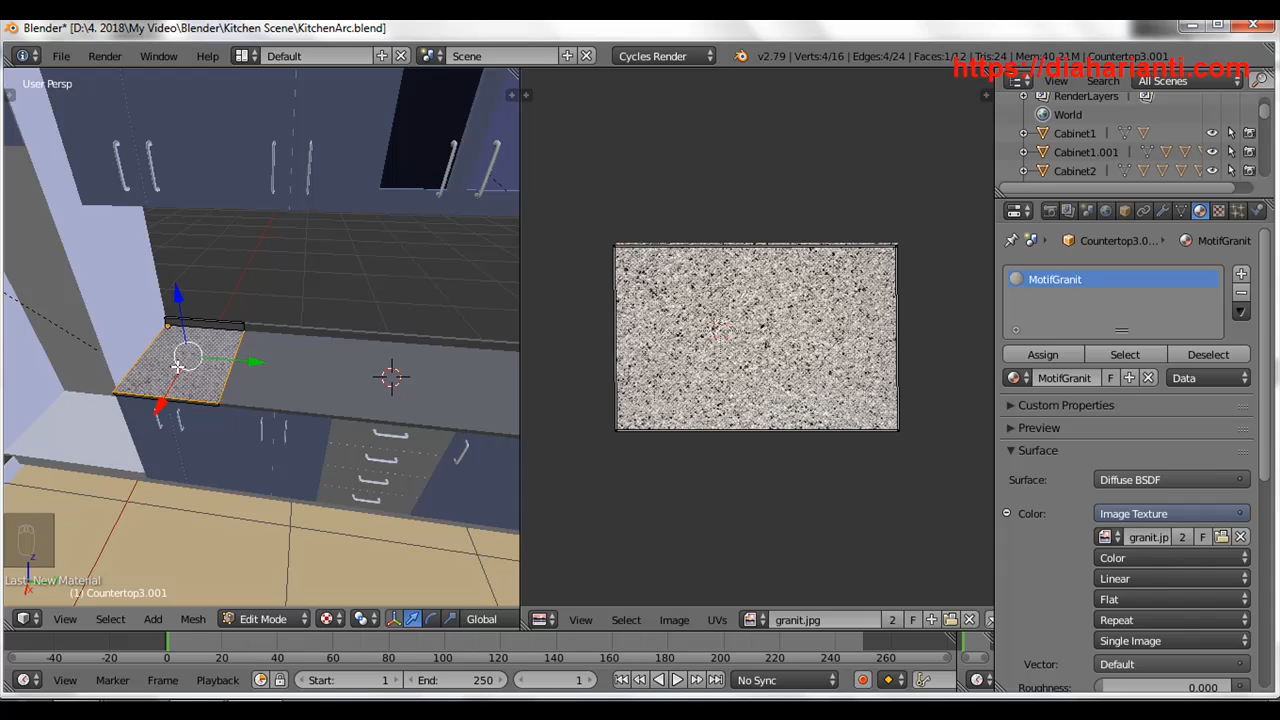 Blender* [D:\4. 2018\My Video\Blender\Kitchen Scene\KitchenArc.blend]
File Render Window Help Default Scene Cycles Render v2.79 | Verts:4/16 | Edges:4/24 | Faces:1/12 | Tris:24 | Mem:40.21M | Countertop3.001
https://diaharianti.com
User Persp
View Search All Scenes
RenderLayers
World
Cabinet1
Cabinet1.001
Cabinet2
Countertop3.0... MotifGranit
MotifGranit
Assign Select Deselect
MotifGranit F Data
Custom Properties
Preview
Surface
Surface: Diffuse BSDF
Color: Image Texture
granit.jp 2 F
Color
Linear
Flat
Repeat
Single Image
Vector: Default
Roughness: 0.000
z
x
Last: New Material
(1) Countertop3.001
View Select Add Mesh Edit Mode Global
View Select Image UVs granit.jpg 2 F
-40 -20 0 20 40 60 80 100 120 140 160 180 200 220 240 260
View Marker Frame Playback Start: 1 End: 250 1 No Sync